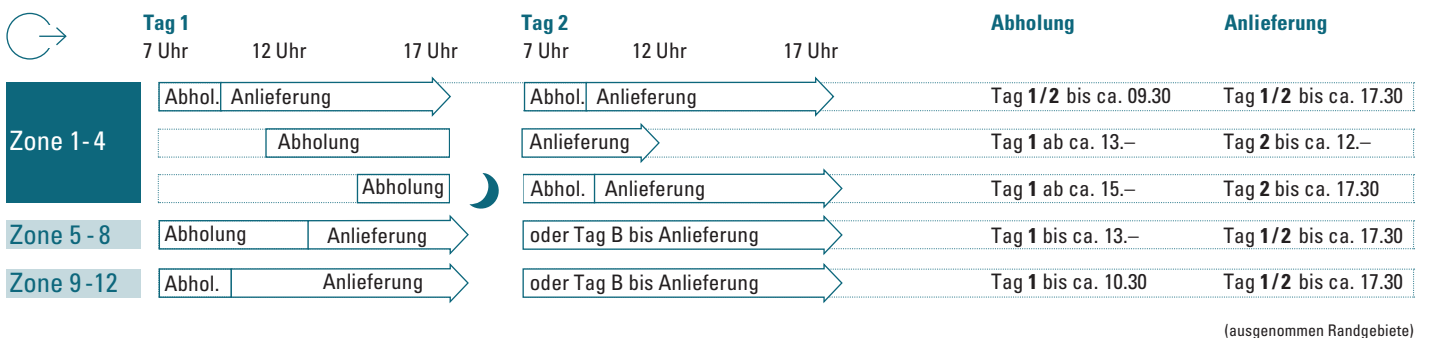 Tag 1 Tag 2 Abholung Anlieferung
7 Uhr 12 Uhr 17 Uhr 7 Uhr 12 Uhr 17 Uhr
Abhol. Anlieferung Abhol. Anlieferung Tag 1/2 bis ca. 09.30 Tag 1/2 bis ca. 17.30
Zone 1-4 Abholung Anlieferung Tag 1 ab ca. 13.– Tag 2 bis ca. 12.–
Abholung Abhol. Anlieferung Tag 1 ab ca. 15.– Tag 2 bis ca. 17.30
Zone 5 - 8 Abholung Anlieferung oder Tag B bis Anlieferung Tag 1 bis ca. 13.– Tag 1/2 bis ca. 17.30
Zone 9 -12 Abhol. Anlieferung oder Tag B bis Anlieferung Tag 1 bis ca. 10.30 Tag 1/2 bis ca. 17.30
(ausgenommen Randgebiete)